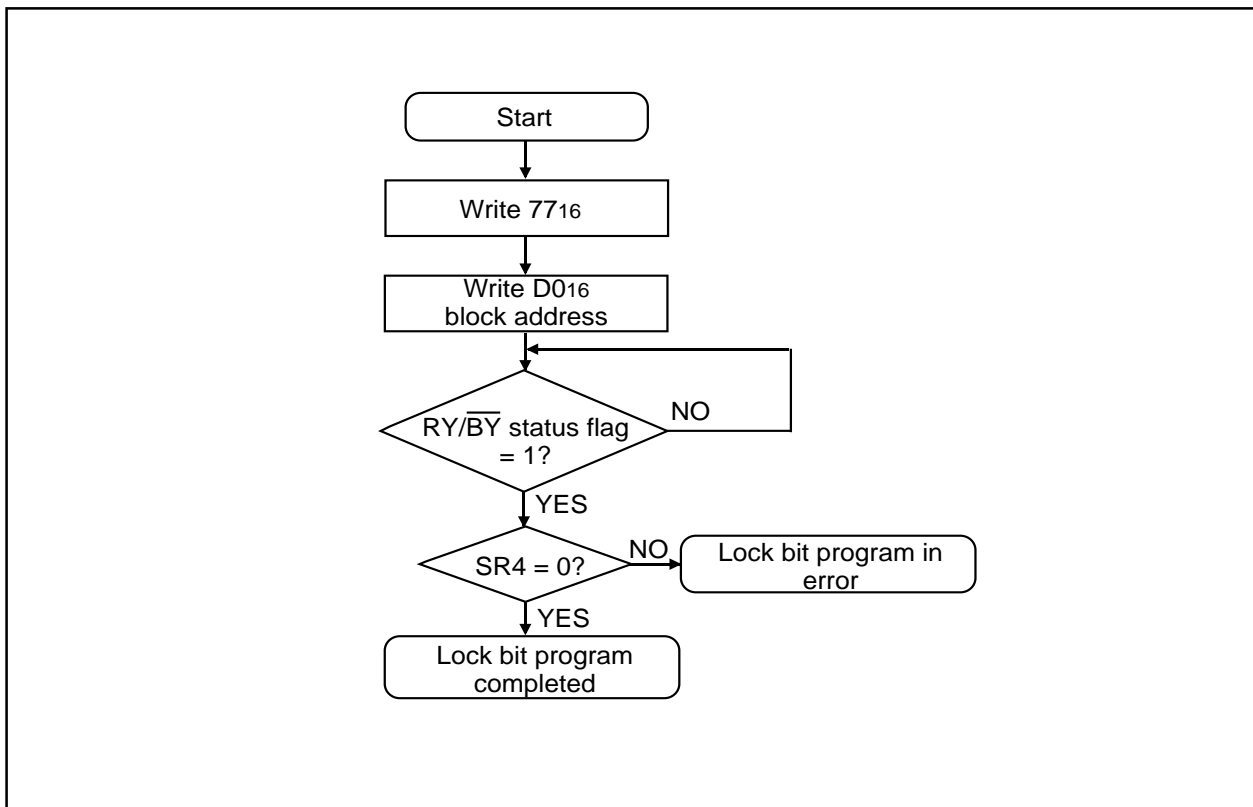 Start
Write 77₁₆
Write D0₁₆
block address
RY/B̅Y̅ status flag
= 1?
NO
YES
SR4 = 0?
NO
Lock bit program in
error
YES
Lock bit program
completed